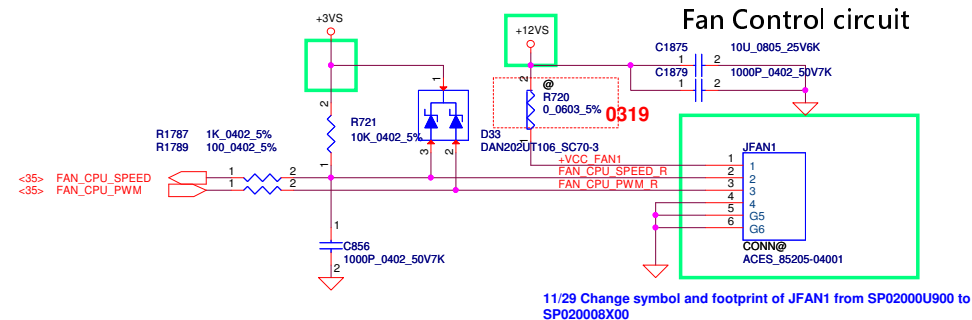 Fan Control circuit
+3VS
+12VS
C1875
10U_0805_25V6K
1
2
C1879
1000P_0402_50V7K
1
2
2
R721
10K_0402_5%
1
1
3
2
D33
DAN202UT106_SC70-3
2
@
R720
0_0603_5%
1
0319
R1787
1K_0402_5%
R1789
100_0402_5%
<35> FAN_CPU_SPEED
1
2
<35> FAN_CPU_PWM
1
2
+VCC_FAN1
FAN_CPU_SPEED_R
FAN_CPU_PWM_R
JFAN1
1
1
2
2
3
3
4
4
5
G5
6
G6
CONN@
ACES_85205-04001
1
C856
1000P_0402_50V7K
2
11/29 Change symbol and footprint of JFAN1 from SP02000U900 to
SP020008X00